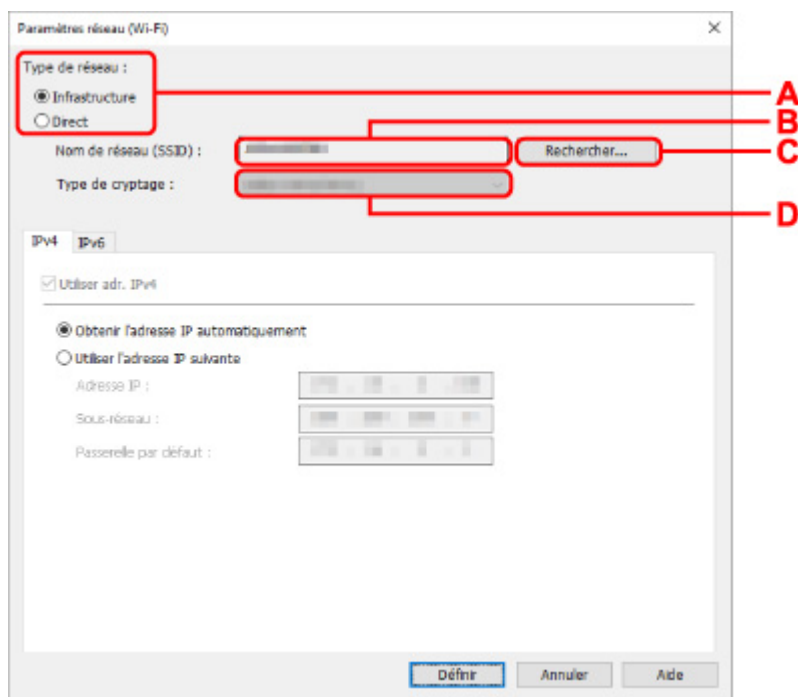 Paramètres réseau (Wi-Fi)
Type de réseau :
Infrastructure
Direct
A
B
Nom de réseau (SSID) :
Rechercher...
C
Type de cryptage :
D
IPv4
IPv6
Utiliser adr. IPv4
Obtenir l'adresse IP automatiquement
Utiliser l'adresse IP suivante
Adresse IP :
Sous-réseau :
Passerelle par défaut :
Définir
Annuler
Aide